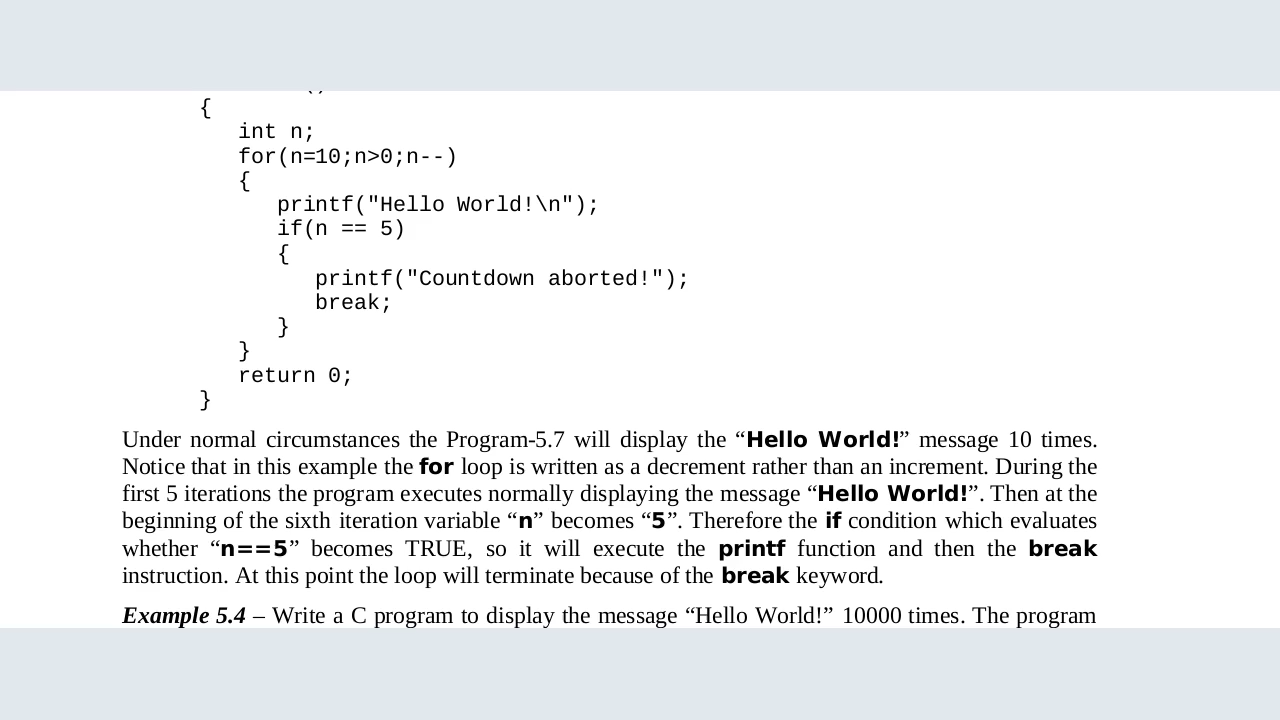 {
int n;
for(n=10;n>0;n--)
{
printf("Hello World!\n");
if(n == 5)
{
printf("Countdown aborted!");
break;
}
}
return 0;
}
Under normal circumstances the Program-5.7 will display the “Hello World!” message 10 times.
Notice that in this example the for loop is written as a decrement rather than an increment. During the
first 5 iterations the program executes normally displaying the message “Hello World!”. Then at the
beginning of the sixth iteration variable “n” becomes “5”. Therefore the if condition which evaluates
whether “n==5” becomes TRUE, so it will execute the printf function and then the break
instruction. At this point the loop will terminate because of the break keyword.
Example 5.4 – Write a C program to display the message “Hello World!” 10000 times. The program